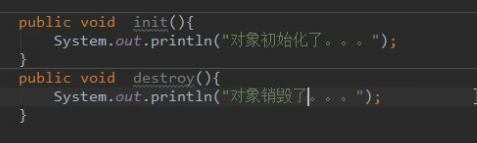 public void  init(){
    System.out.println("对象初始化了。。。");
}
public void  destroy(){
    System.out.println("对象销毁了。。。");
}